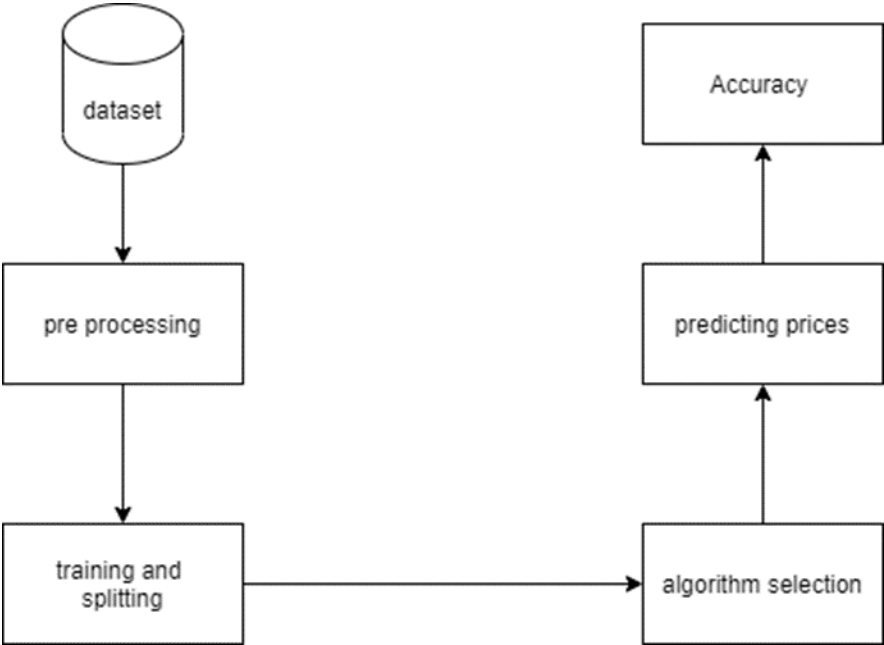 dataset
pre processing
training and
splitting
algorithm selection
predicting prices
Accuracy